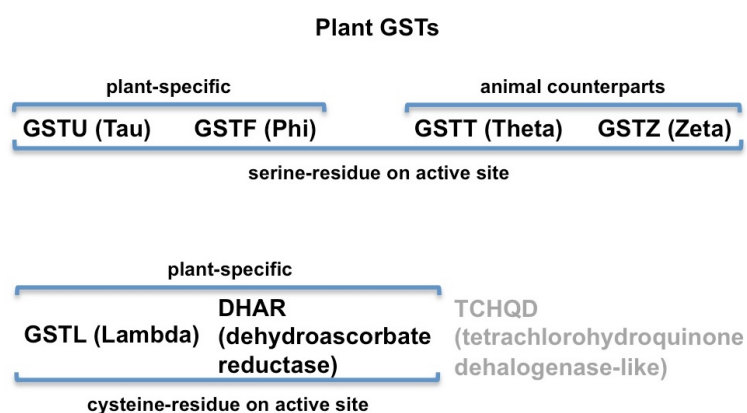 Plant GSTs
plant-specific animal counterparts
GSTU (Tau) GSTF (Phi) GSTT (Theta) GSTZ (Zeta)
serine-residue on active site
plant-specific
GSTL (Lambda)
DHAR
(dehydroascorbate
reductase)
TCHQD
(tetrachlorohydroquinone
dehalogenase-like)
cysteine-residue on active site